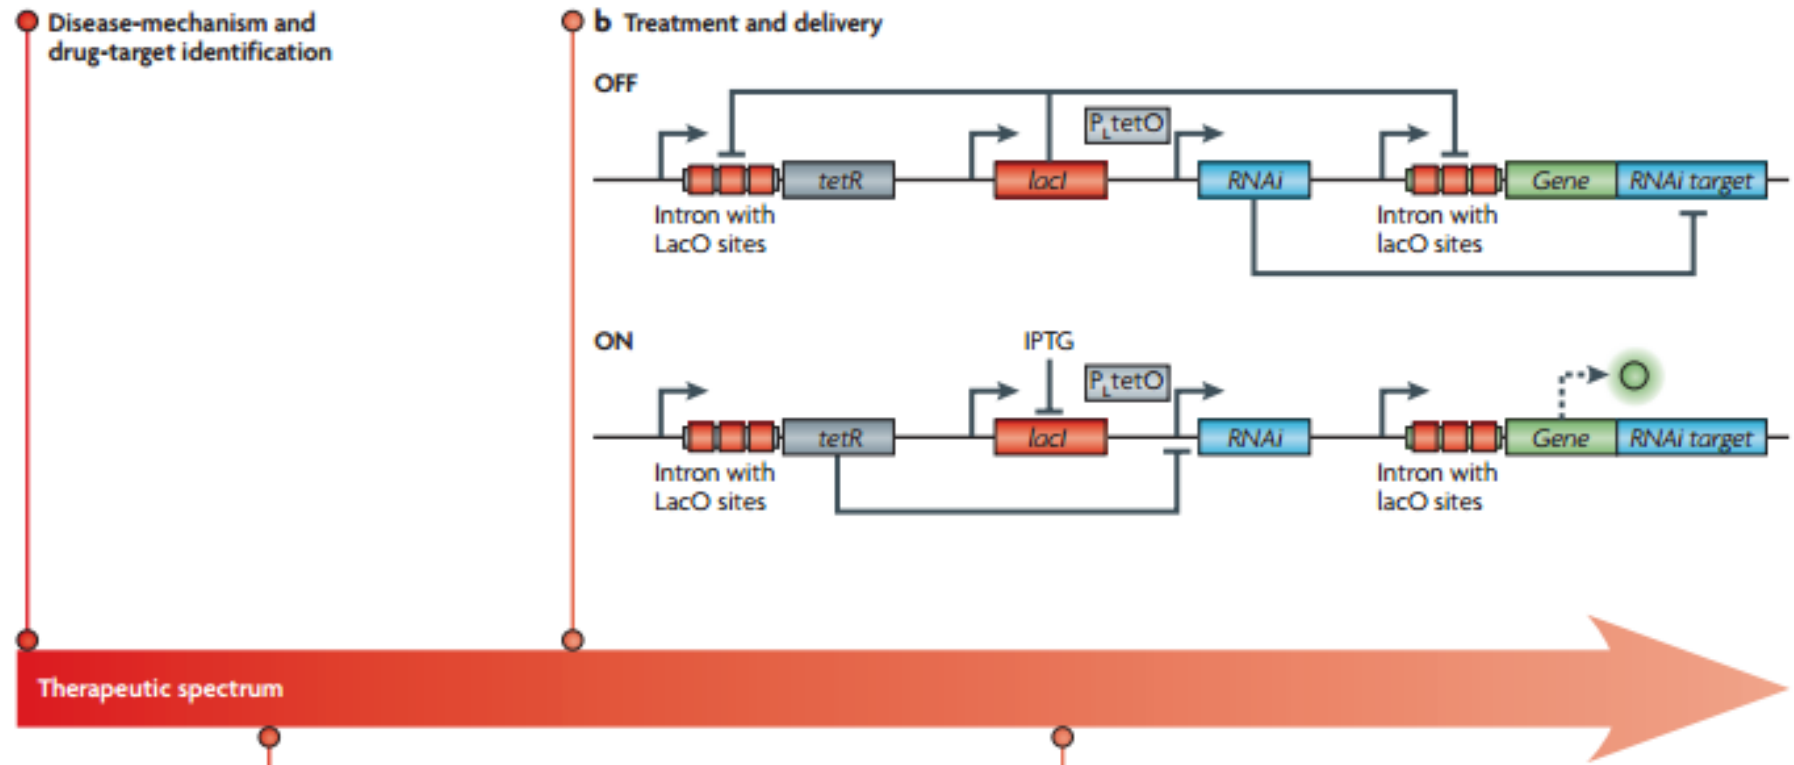 Disease-mechanism and
drug-target identification
b Treatment and delivery
OFF
PLtetO
tetR
lacI
RNAi
Gene
RNAi target
Intron with
LacO sites
Intron with
lacO sites
ON
IPTG
PLtetO
tetR
lacI
RNAi
Gene
RNAi target
Intron with
LacO sites
Intron with
lacO sites
Therapeutic spectrum